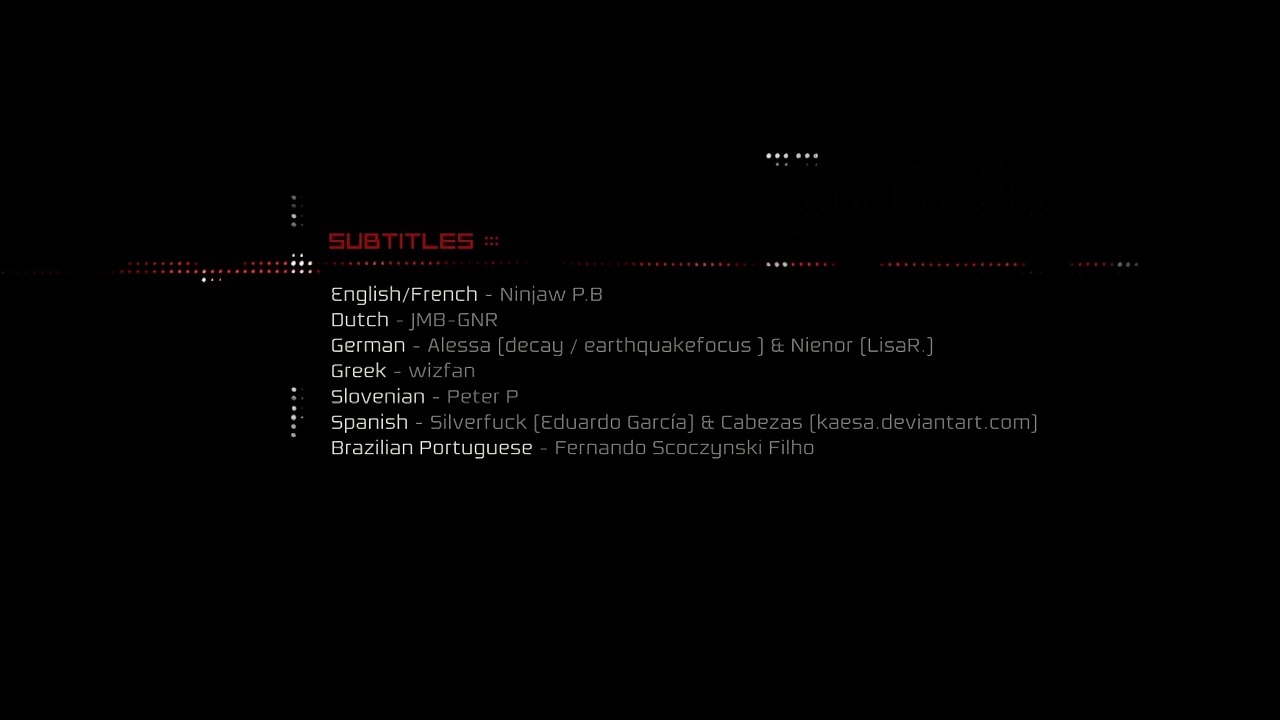 SUBTITLES :::
English/French - Ninjaw P.B
Dutch - JMB-GNR
German - Alessa (decay / earthquakefocus ) & Nienor (LisaR.)
Greek - wizfan
Slovenian - Peter P
Spanish - Silverfuck (Eduardo García) & Cabezas (kaesa.deviantart.com)
Brazilian Portuguese - Fernando Scoczynski Filho